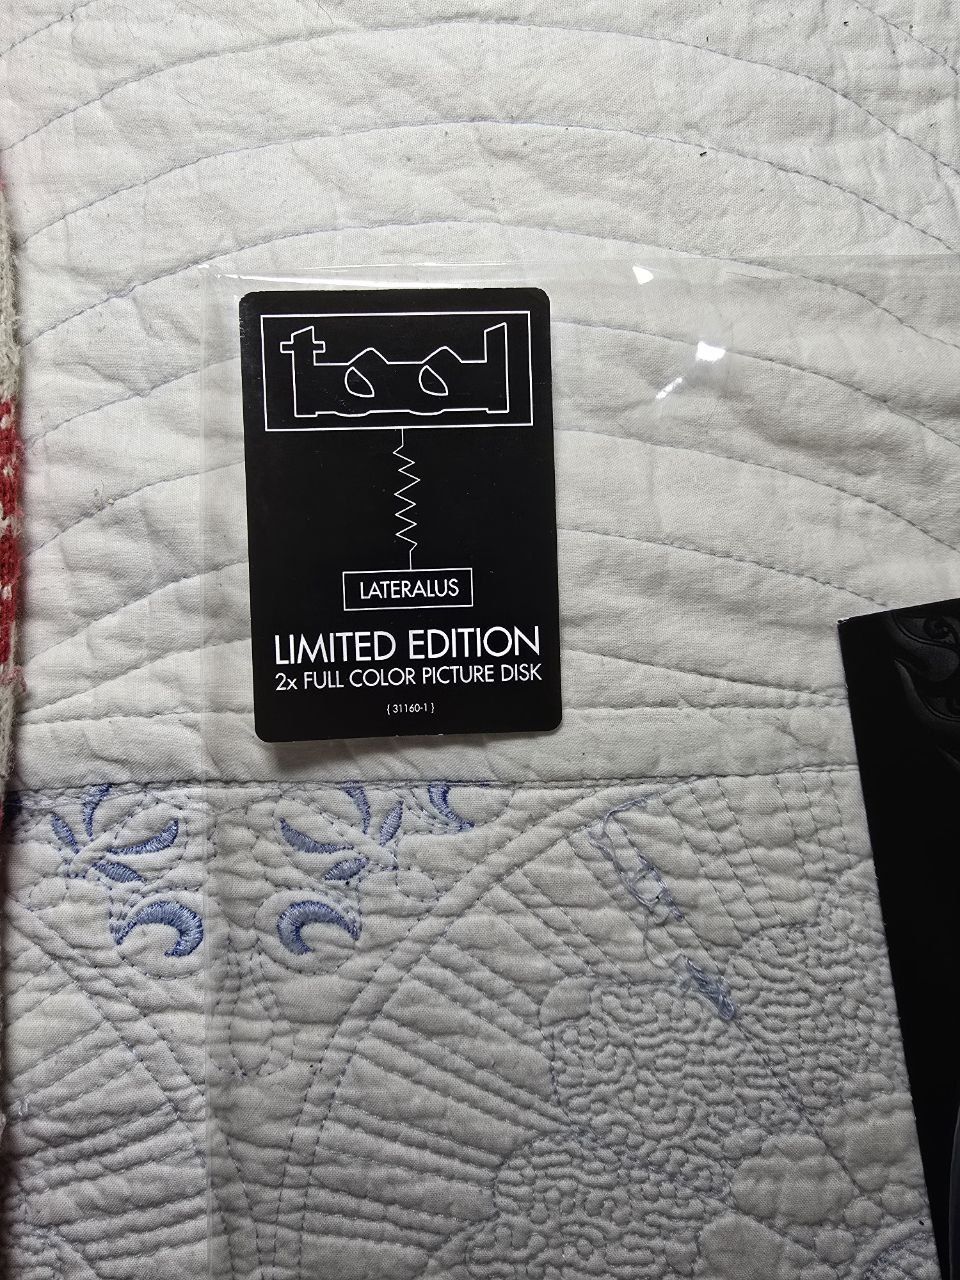 tool
LATERALUS
LIMITED EDITION
2x FULL COLOR PICTURE DISK
{ 31160-1 }